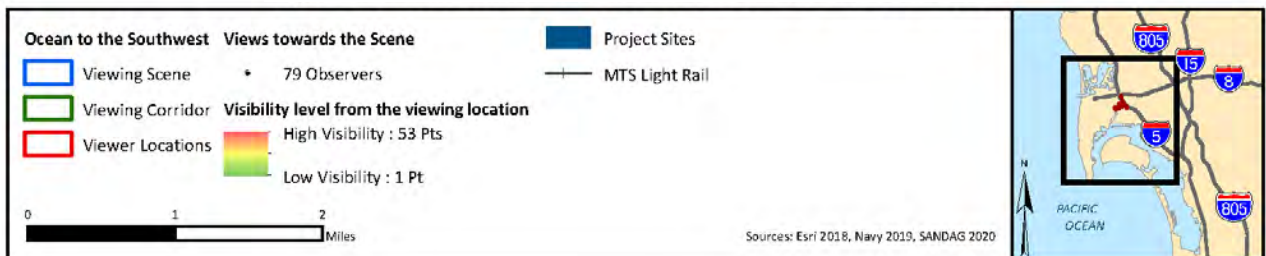 Ocean to the Southwest
Viewing Scene
Viewing Corridor
Viewer Locations
Views towards the Scene
79 Observers
Visibility level from the viewing location
High Visibility : 53 Pts
Low Visibility : 1 Pt
Project Sites
MTS Light Rail
0 1 2
Miles
Sources: Esri 2018, Navy 2019, SANDAG 2020
805
15
8
5
805
N
PACIFIC
OCEAN